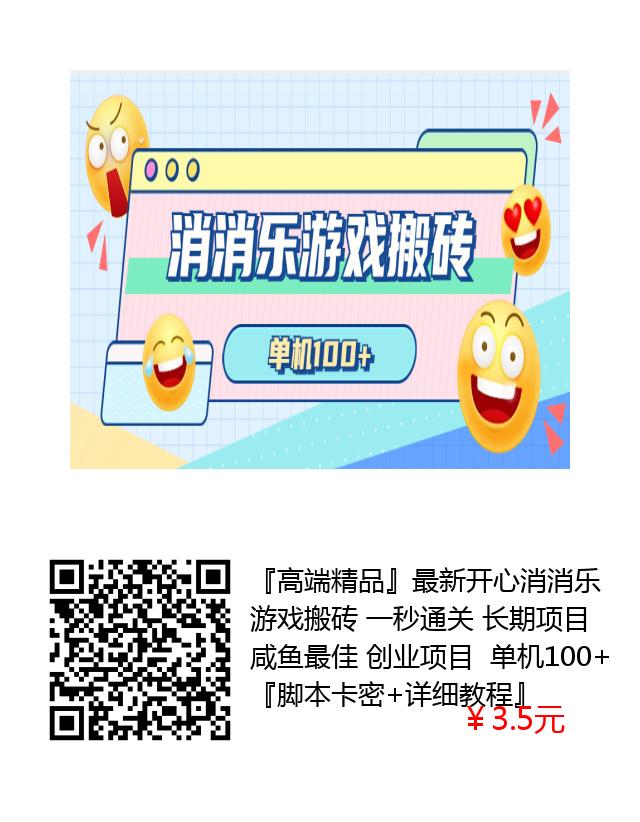 消消乐游戏搬砖
单机100+
『高端精品』最新开心消消乐
游戏搬砖 一秒通关 长期项目
咸鱼最佳 创业项目 单机100+
『脚本卡密+详细教程』
￥3.5元